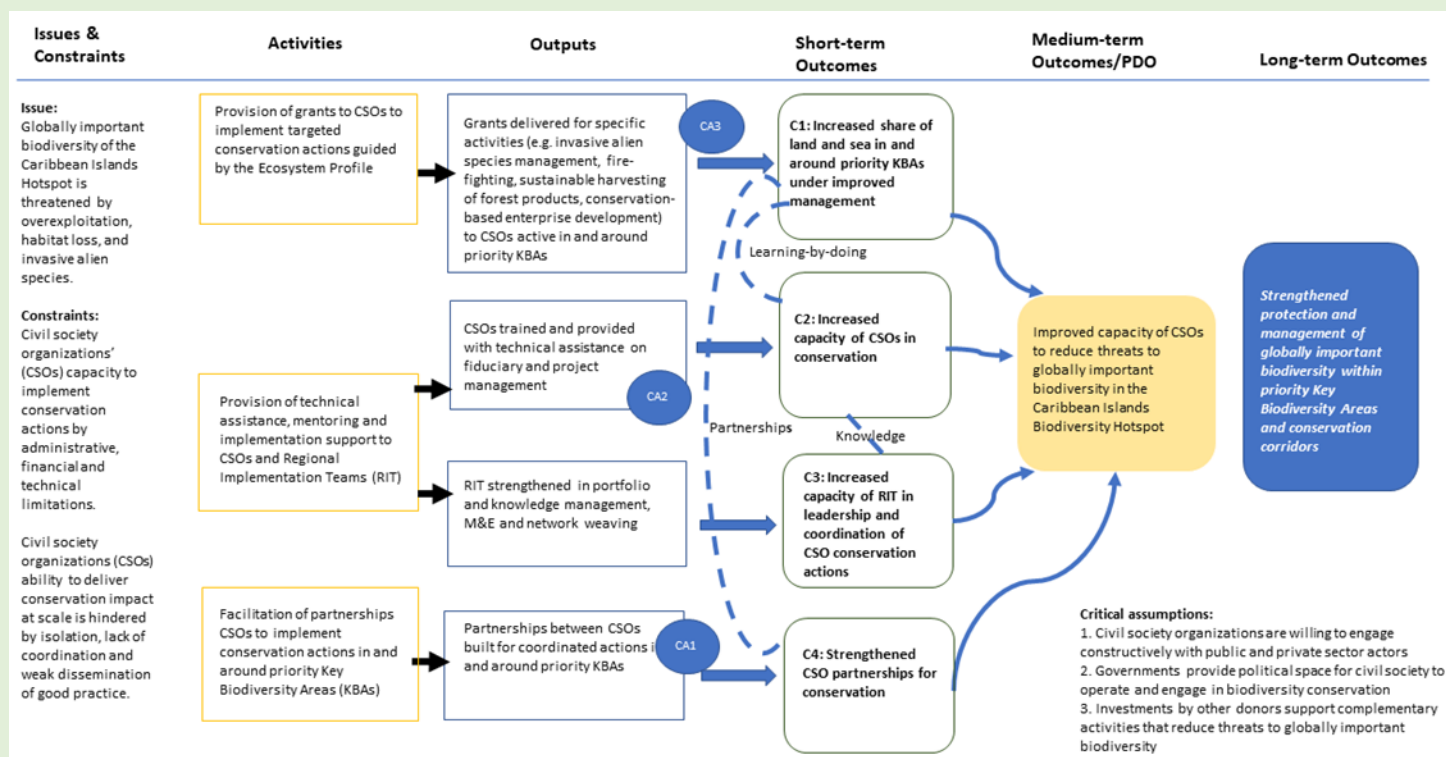 Issues &
Constraints
Activities
Outputs
Short-term
Outcomes
Medium-term
Outcomes/PDO
Long-term Outcomes
Issue:
Globally important
biodiversity of the
Caribbean Islands
Hotspot is
threatened by
overexploitation,
habitat loss, and
invasive alien
species.
Constraints:
Civil society
organizations'
(CSOs) capacity to
implement
conservation
actions by
administrative,
financial and
technical
limitations.
Civil society
organizations (CSOs)
ability to deliver
conservation impact
at scale is hindered
by isolation, lack of
coordination and
weak dissemination
of good practice.
Provision of grants to CSOs to
implement targeted
conservation actions guided
by the Ecosystem Profile
Provision of technical
assistance, mentoring and
implementation support to
CSOs and Regional
Implementation Teams (RIT)
Facilitation of partnerships
CSOs to implement
conservation actions in and
around priority Key
Biodiversity Areas (KBAs)
Grants delivered for specific
activities (e.g. invasive alien
species management, fire-
fighting, sustainable harvesting
of forest products, conservation-
based enterprise development)
to CSOs active in and around
priority KBAs
CA3
CSOs trained and provided
with technical assistance on
fiduciary and project
management
CA2
RIT strengthened in portfolio
and knowledge management,
M&E and network weaving
Partnerships between CSOs
built for coordinated actions i
and around priority KBAs
CA1
C1: Increased share of
land and sea in and
around priority KBAs
under improved
management
Learning-by-doing
C2: Increased
capacity of CSOs in
conservation
Partnerships
Knowledge
C3: Increased
capacity of RIT in
leadership and
coordination of
CSO conservation
actions
C4: Strengthened
CSO partnerships for
conservation
Improved capacity of CSOs
to reduce threats to
globally important
biodiversity in the
Caribbean Islands
Biodiversity Hotspot
Strengthened
protection and
management of
globally important
biodiversity within
priority Key
Biodiversity Areas
and conservation
corridors
Critical assumptions:
1. Civil society organizations are willing to engage
constructively with public and private sector actors
2. Governments provide political space for civil society to
operate and engage in biodiversity conservation
3. Investments by other donors support complementary
activities that reduce threats to globally important
biodiversity